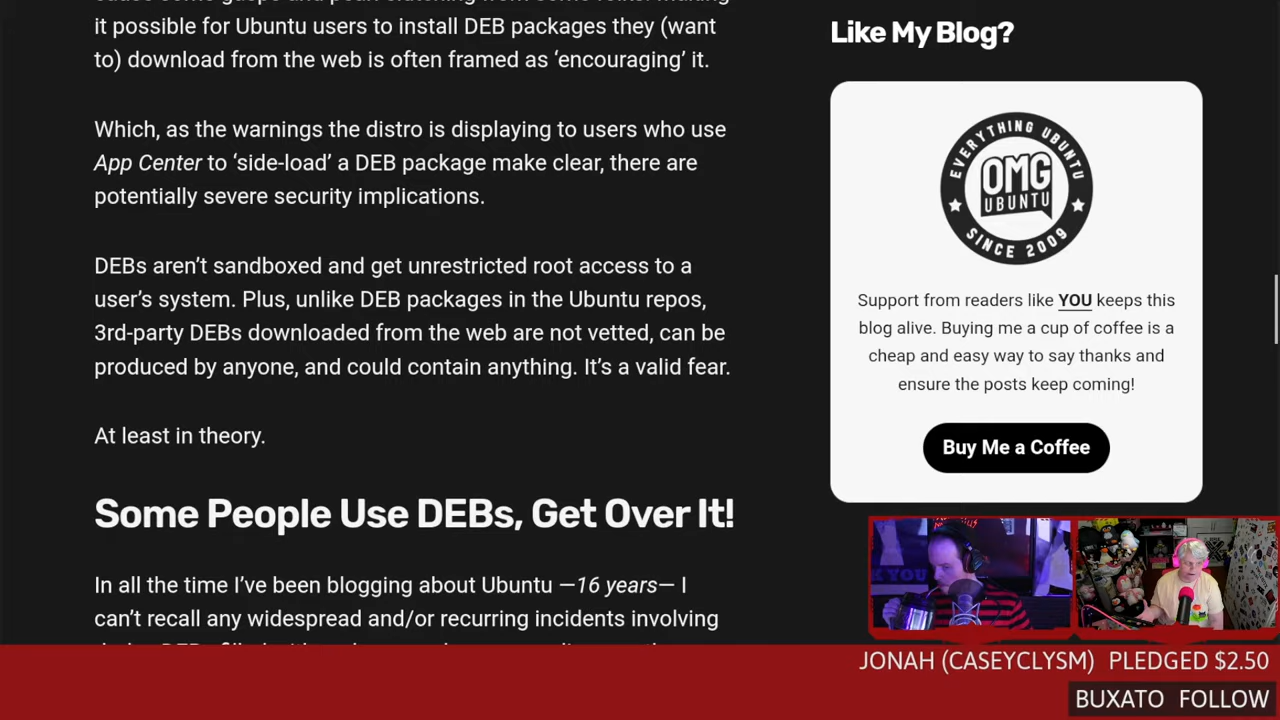 it possible for Ubuntu users to install DEB packages they (want
to) download from the web is often framed as ‘encouraging’ it.
Which, as the warnings the distro is displaying to users who use
App Center to ‘side-load’ a DEB package make clear, there are
potentially severe security implications.
DEBs aren’t sandboxed and get unrestricted root access to a
user’s system. Plus, unlike DEB packages in the Ubuntu repos,
3rd-party DEBs downloaded from the web are not vetted, can be
produced by anyone, and could contain anything. It’s a valid fear.
At least in theory.
Some People Use DEBs, Get Over It!
In all the time I’ve been blogging about Ubuntu —16 years— I
can’t recall any widespread and/or recurring incidents involving
Like My Blog?
EVERYTHING UBUNTU
OMG
UBUNTU
SINCE 2009
Support from readers like YOU keeps this
blog alive. Buying me a cup of coffee is a
cheap and easy way to say thanks and
ensure the posts keep coming!
Buy Me a Coffee
JONAH (CASEYCLYSM) PLEDGED $2.50
BUXATO FOLLOW